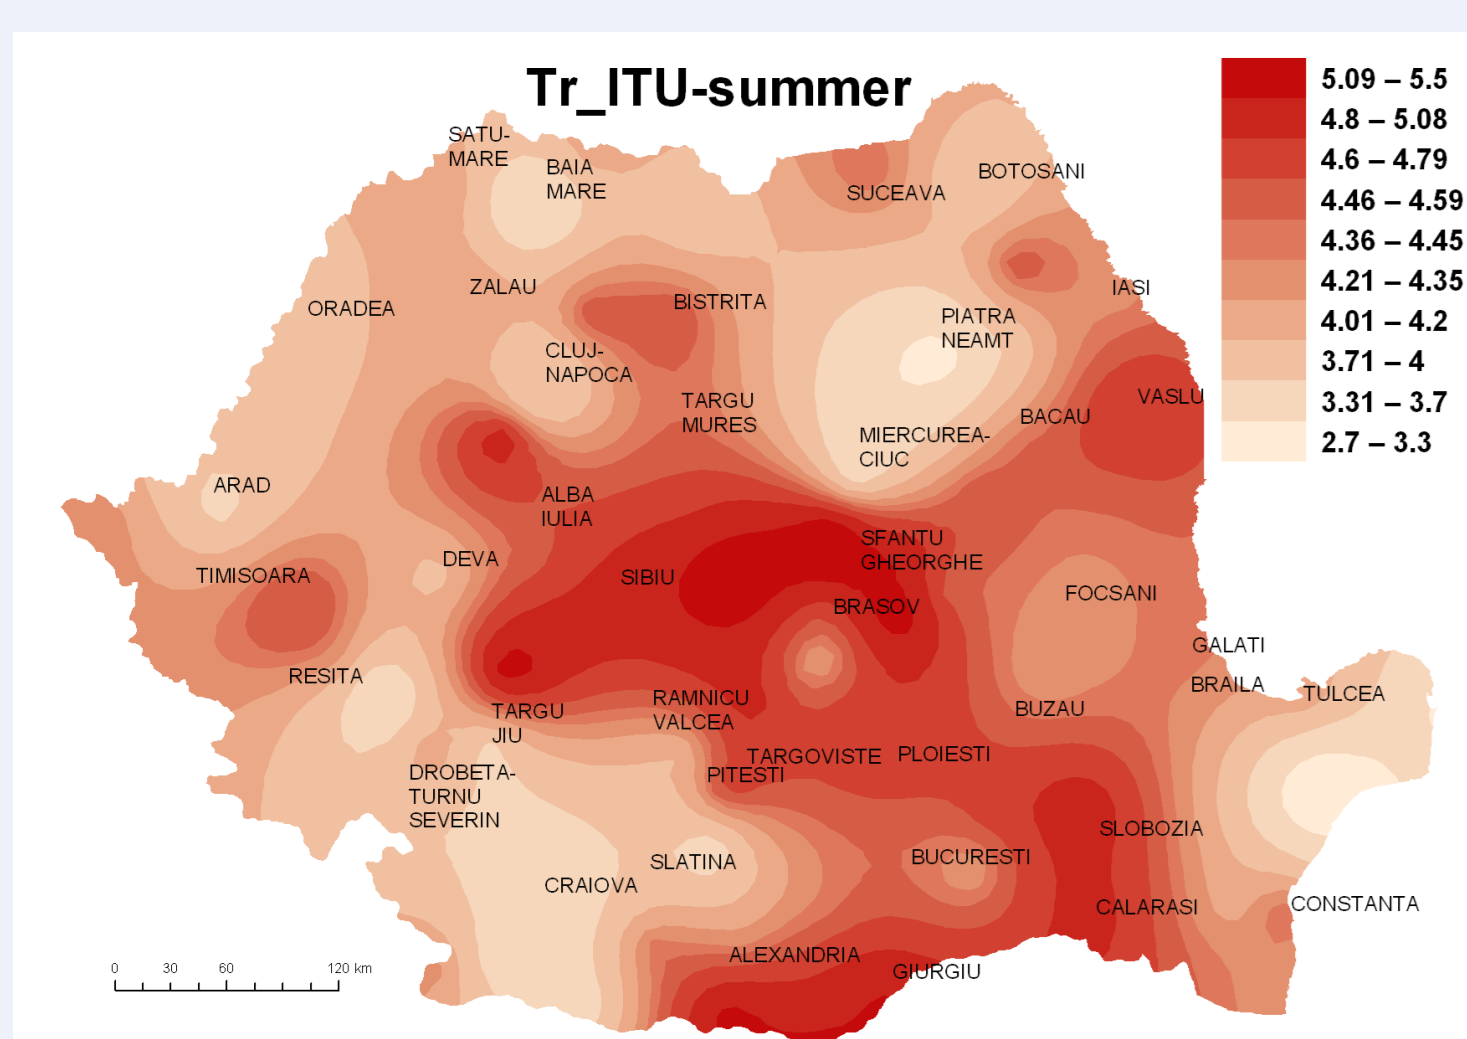 Tr_ITU-summer
5.09 – 5.5
4.8 – 5.08
4.6 – 4.79
4.46 – 4.59
4.36 – 4.45
4.21 – 4.35
4.01 – 4.2
3.71 – 4
3.31 – 3.7
2.7 – 3.3
SATU-
MARE
BAIA
MARE
SUCEAVA
BOTOSANI
ZALAU
ORADEA
BISTRITA
IASI
PIATRA
NEAMT
CLUJ-
NAPOCA
TARGU
MURES
VASLU
BACAU
MIERCUREA-
CIUC
ARAD
ALBA
IULIA
DEVA
TIMISOARA
SIBIU
SFANTU
GHEORGHE
BRASOV
FOCSANI
GALATI
BRAILA
TULCEA
RESITA
RAMNICU
VALCEA
TARGU
JIU
BUZAU
TARGOVISTE
PLOIESTI
PITESTI
DROBETA-
TURNU
SEVERIN
SLOBOZIA
SLATINA
BUCURESTI
CRAIOVA
CALARASI
CONSTANTA
ALEXANDRIA
GIURGIU
0 30 60 120 km